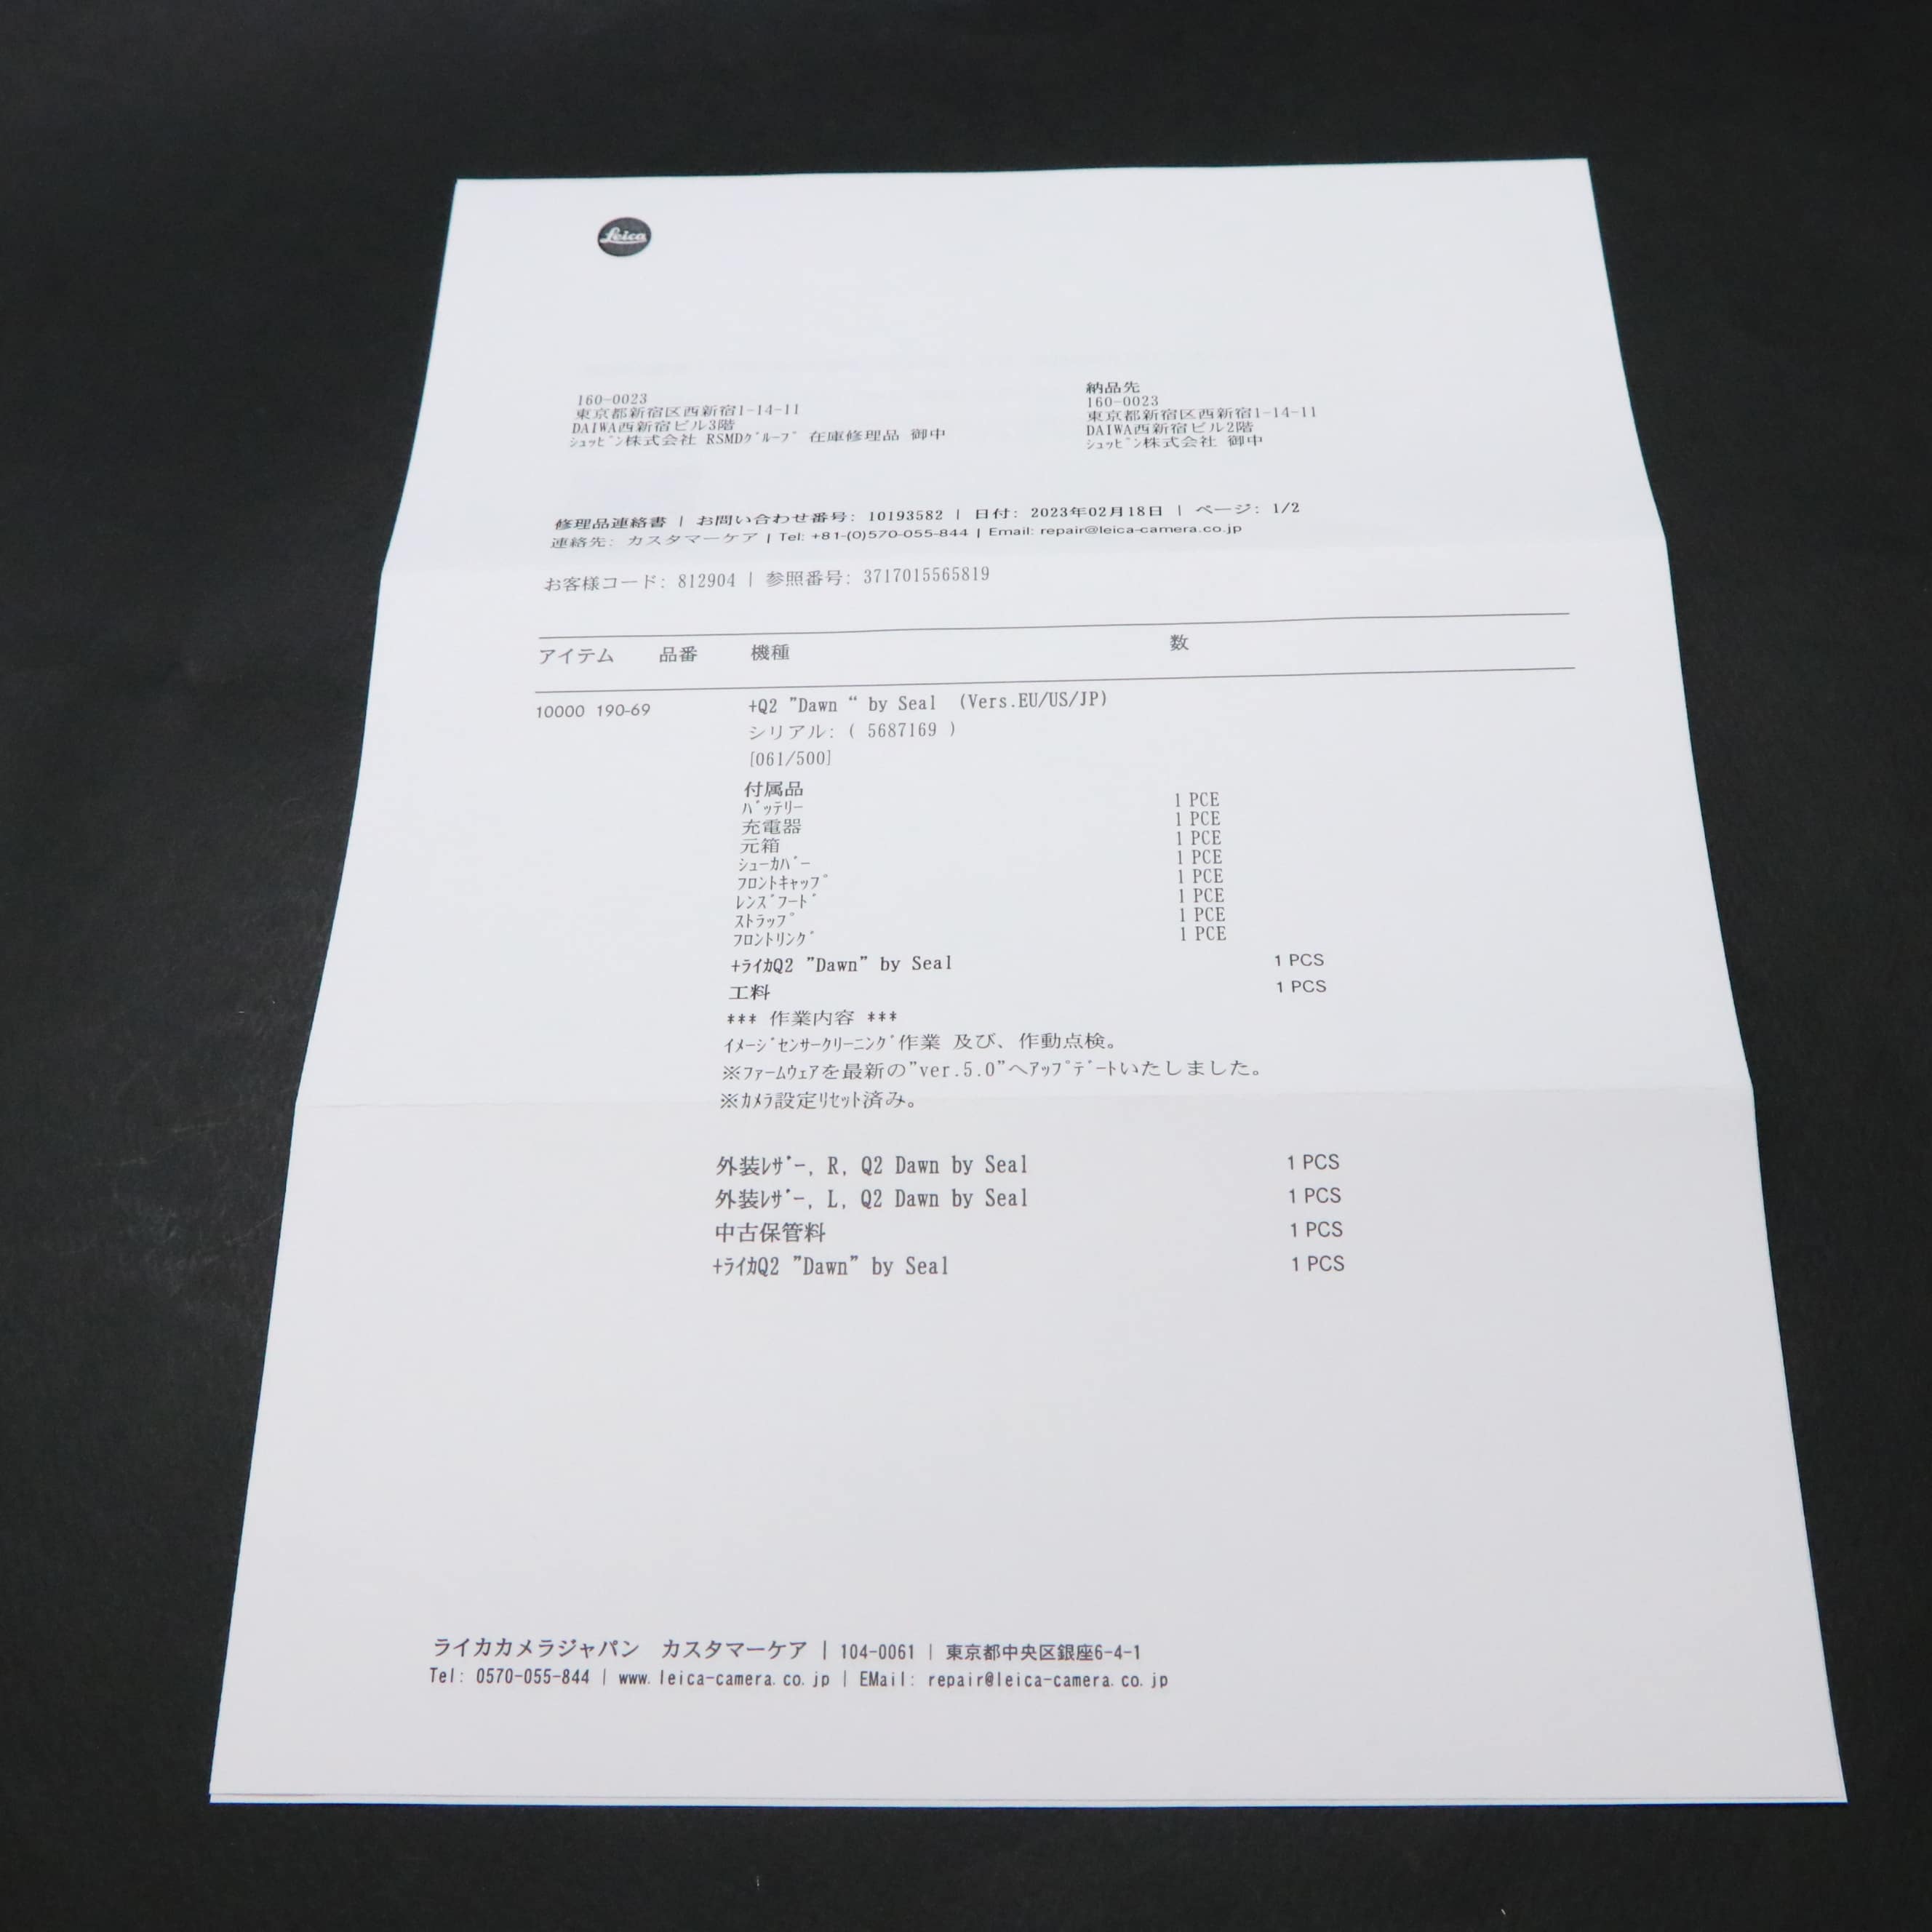 Leica
160-0023
東京都新宿区西新宿1-14-11
DAIWA西新宿ビル3階
シュッピン株式会社 RSMDグループ 在庫修理品 御中
納品先
160-0023
東京都新宿区西新宿1-14-11
DAIWA西新宿ビル2階
シュッピン株式会社 御中
修理品連絡書 | お問い合わせ番号: 10193582 | 日付: 2023年02月18日 | ページ: 1/2
連絡先: カスタマーケア | Tel: +81-(0)570-055-844 | Email: repair@leica-camera.co.jp
お客様コード: 812904 | 参照番号: 3717015565819
アイテム 品番 機種 数
10000 190-69 +Q2 ”Dawn “ by Seal (Vers.EU/US/JP)
シリアル: ( 5687169 )
[061/500]
付属品
バッテリー 1 PCE
充電器 1 PCE
元箱 1 PCE
シューカバー 1 PCE
フロントキャップ 1 PCE
レンズフード 1 PCE
ストラップ 1 PCE
フロントリング 1 PCE
+ライカQ2 ”Dawn” by Seal 1 PCS
工料 1 PCS
*** 作業内容 ***
イメージセンサークリーニング作業 及び、作動点検。
※ファームウェアを最新の”ver.5.0”へアップデートいたしました。
※カメラ設定リセット済み。
外装レザー, R, Q2 Dawn by Seal 1 PCS
外装レザー, L, Q2 Dawn by Seal 1 PCS
中古保管料 1 PCS
+ライカQ2 ”Dawn” by Seal 1 PCS
ライカカメラジャパン カスタマーケア | 104-0061 | 東京都中央区銀座6-4-1
Tel: 0570-055-844 | www.leica-camera.co.jp | EMail: repair@leica-camera.co.jp